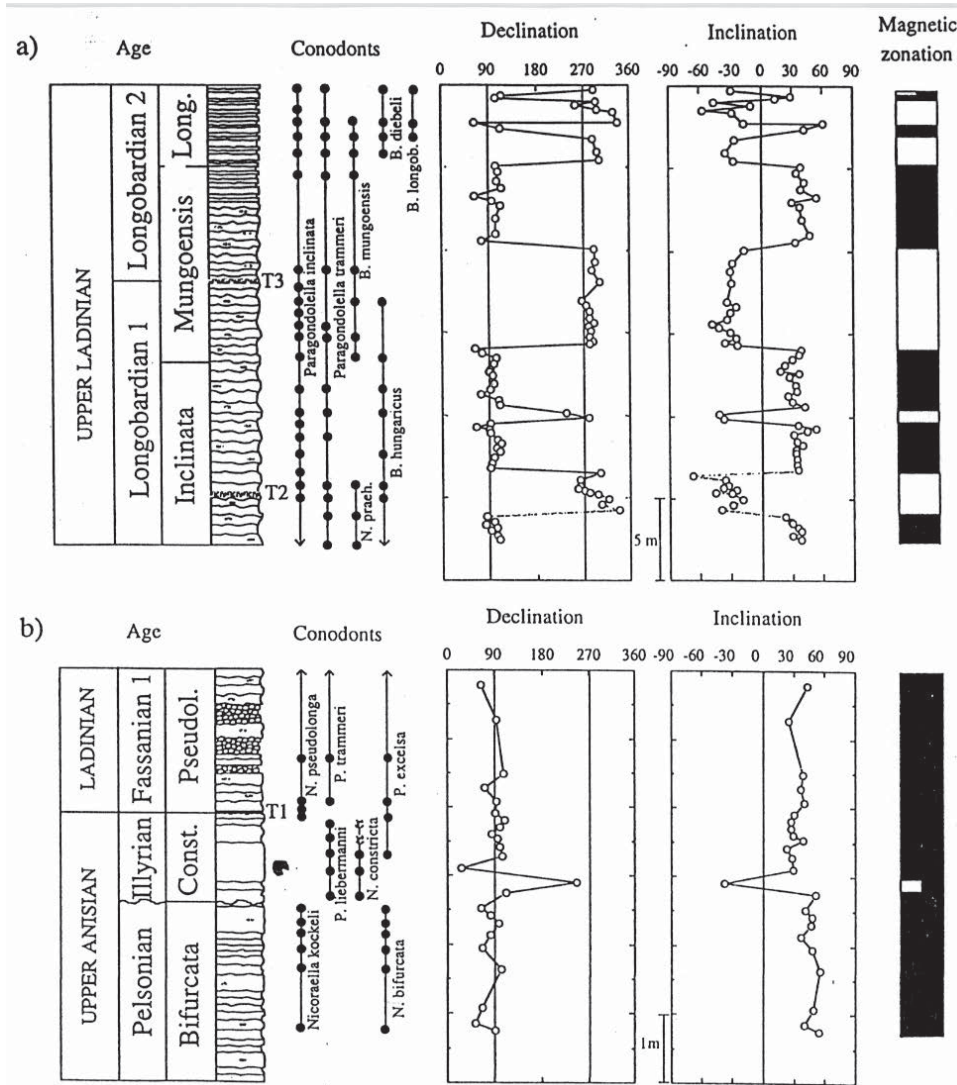 a)
Age
Conodonts
Declination
Inclination
Magnetic zonation
0 90 180 270 360
-90 -60 -30 0 30 60 90
UPPER LADINIAN
Longobardian 2
Longobardian 1
Long.
Mungoensis
Inclinata
T3
T2
Paragondolella inclinata
Paragondolella trammeri
B. mungoensis
N. praeh.
B. diebeli
B. hungaricus
B. longob.
5 m
b)
Age
Conodonts
Declination
Inclination
0 90 180 270 360
-90 -60 -30 0 30 60 90
LADINIAN
UPPER ANISIAN
Fassanian 1
Illyrian
Pelsonian
Pseudol.
Const.
Bifurcata
T1
N. pseudolonga
P. trammeri
P. excelsa
P. liebermanni
N. constricta
Nicoraella kockeli
N. bifurcata
1m